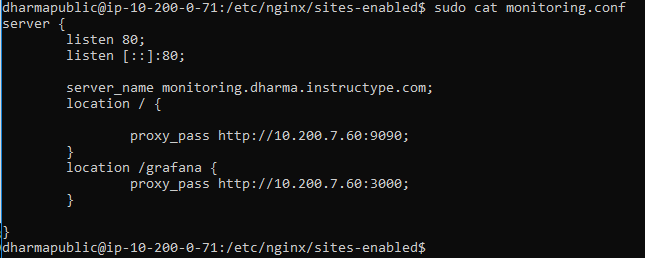 dharmapublic@ip-10-200-0-71:/etc/nginx/sites-enabled$ sudo cat monitoring.conf
server {
        listen 80;
        listen [::]:80;

        server_name monitoring.dharma.instructype.com;
        location / {

                proxy_pass http://10.200.7.60:9090;
        }
        location /grafana {
                proxy_pass http://10.200.7.60:3000;
        }

}
dharmapublic@ip-10-200-0-71:/etc/nginx/sites-enabled$